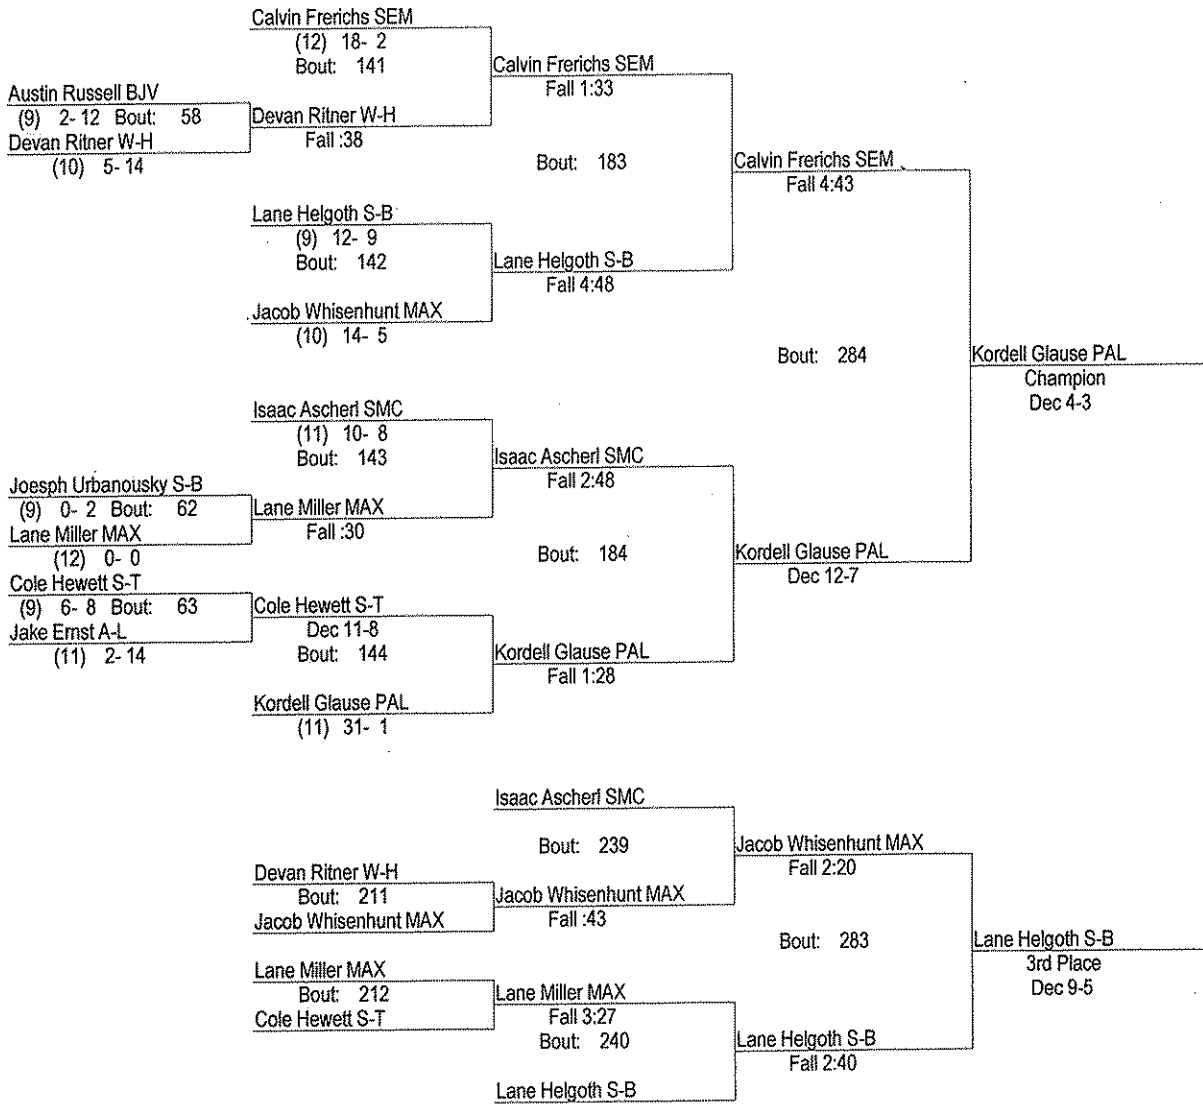 Calvin Frerichs SEM
(12) 18- 2
Bout: 141
Calvin Frerichs SEM
Fall 1:33
Austin Russell BJV
(9) 2- 12 Bout: 58
Devan Ritner W-H
Fall :38
Devan Ritner W-H
(10) 5- 14
Bout: 183
Calvin Frerichs SEM
Fall 4:43
Lane Helgoth S-B
(9) 12- 9
Bout: 142
Lane Helgoth S-B
Fall 4:48
Jacob Whisenhunt MAX
(10) 14- 5
Bout: 284
Kordell Glause PAL
Champion
Dec 4-3
Isaac Ascherl SMC
(11) 10- 8
Bout: 143
Isaac Ascherl SMC
Fall 2:48
Joesph Urbanousky S-B
(9) 0- 2 Bout: 62
Lane Miller MAX
Fall :30
Lane Miller MAX
(12) 0- 0
Bout: 184
Kordell Glause PAL
Dec 12-7
Cole Hewett S-T
(9) 6- 8 Bout: 63
Cole Hewett S-T
Dec 11-8
Jake Ernst A-L
(11) 2- 14
Bout: 144
Kordell Glause PAL
Fall 1:28
Kordell Glause PAL
(11) 31- 1
Isaac Ascherl SMC
Bout: 239
Jacob Whisenhunt MAX
Fall 2:20
Devan Ritner W-H
Bout: 211
Jacob Whisenhunt MAX
Fall :43
Jacob Whisenhunt MAX
Bout: 283
Lane Helgoth S-B
3rd Place
Dec 9-5
Lane Miller MAX
Bout: 212
Lane Miller MAX
Fall 3:27
Cole Hewett S-T
Bout: 240
Lane Helgoth S-B
Fall 2:40
Lane Helgoth S-B